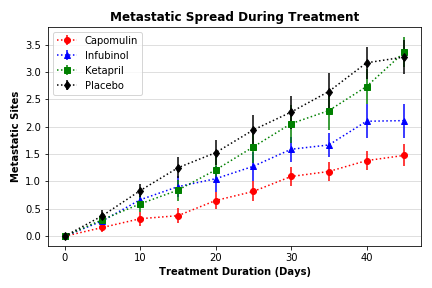 Metastatic Spread During Treatment
Capomulin
Infubinol
Ketapril
Placebo
Metastatic Sites
3.5
3.0
2.5
2.0
1.5
1.0
0.5
0.0
0 10 20 30 40
Treatment Duration (Days)